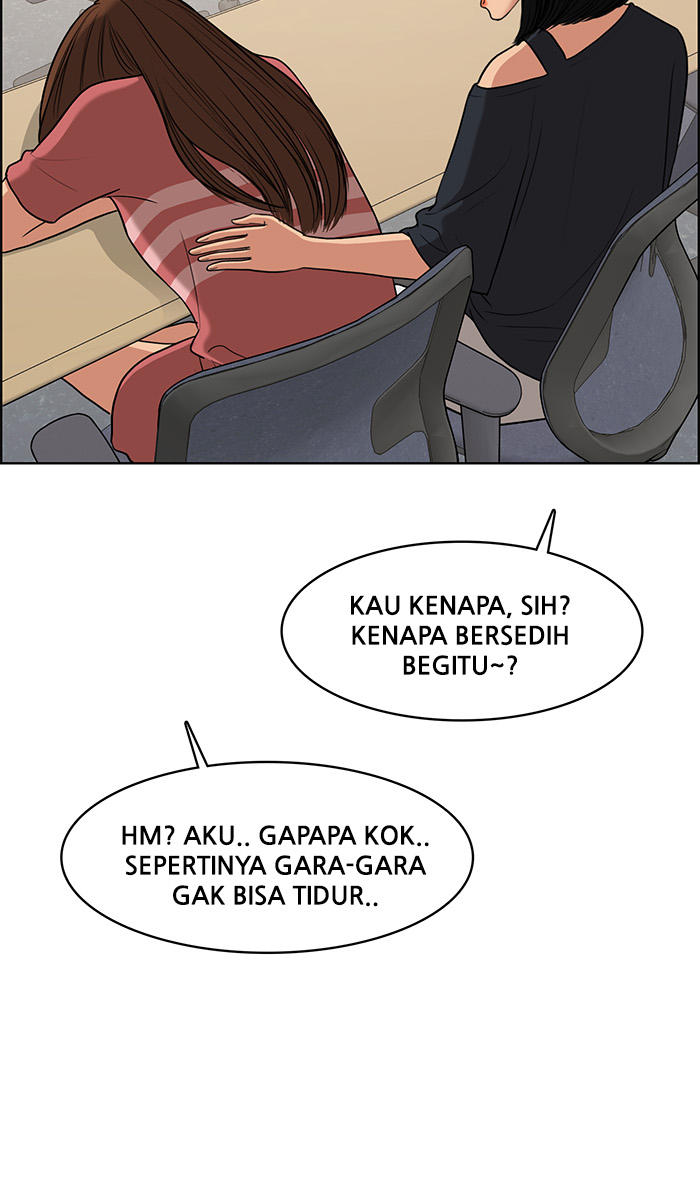 KAU KENAPA, SIH?
KENAPA BERSEDIH
BEGITU~?
HM? AKU.. GAPAPA KOK..
SEPERTINYA GARA-GARA
GAK BISA TIDUR..